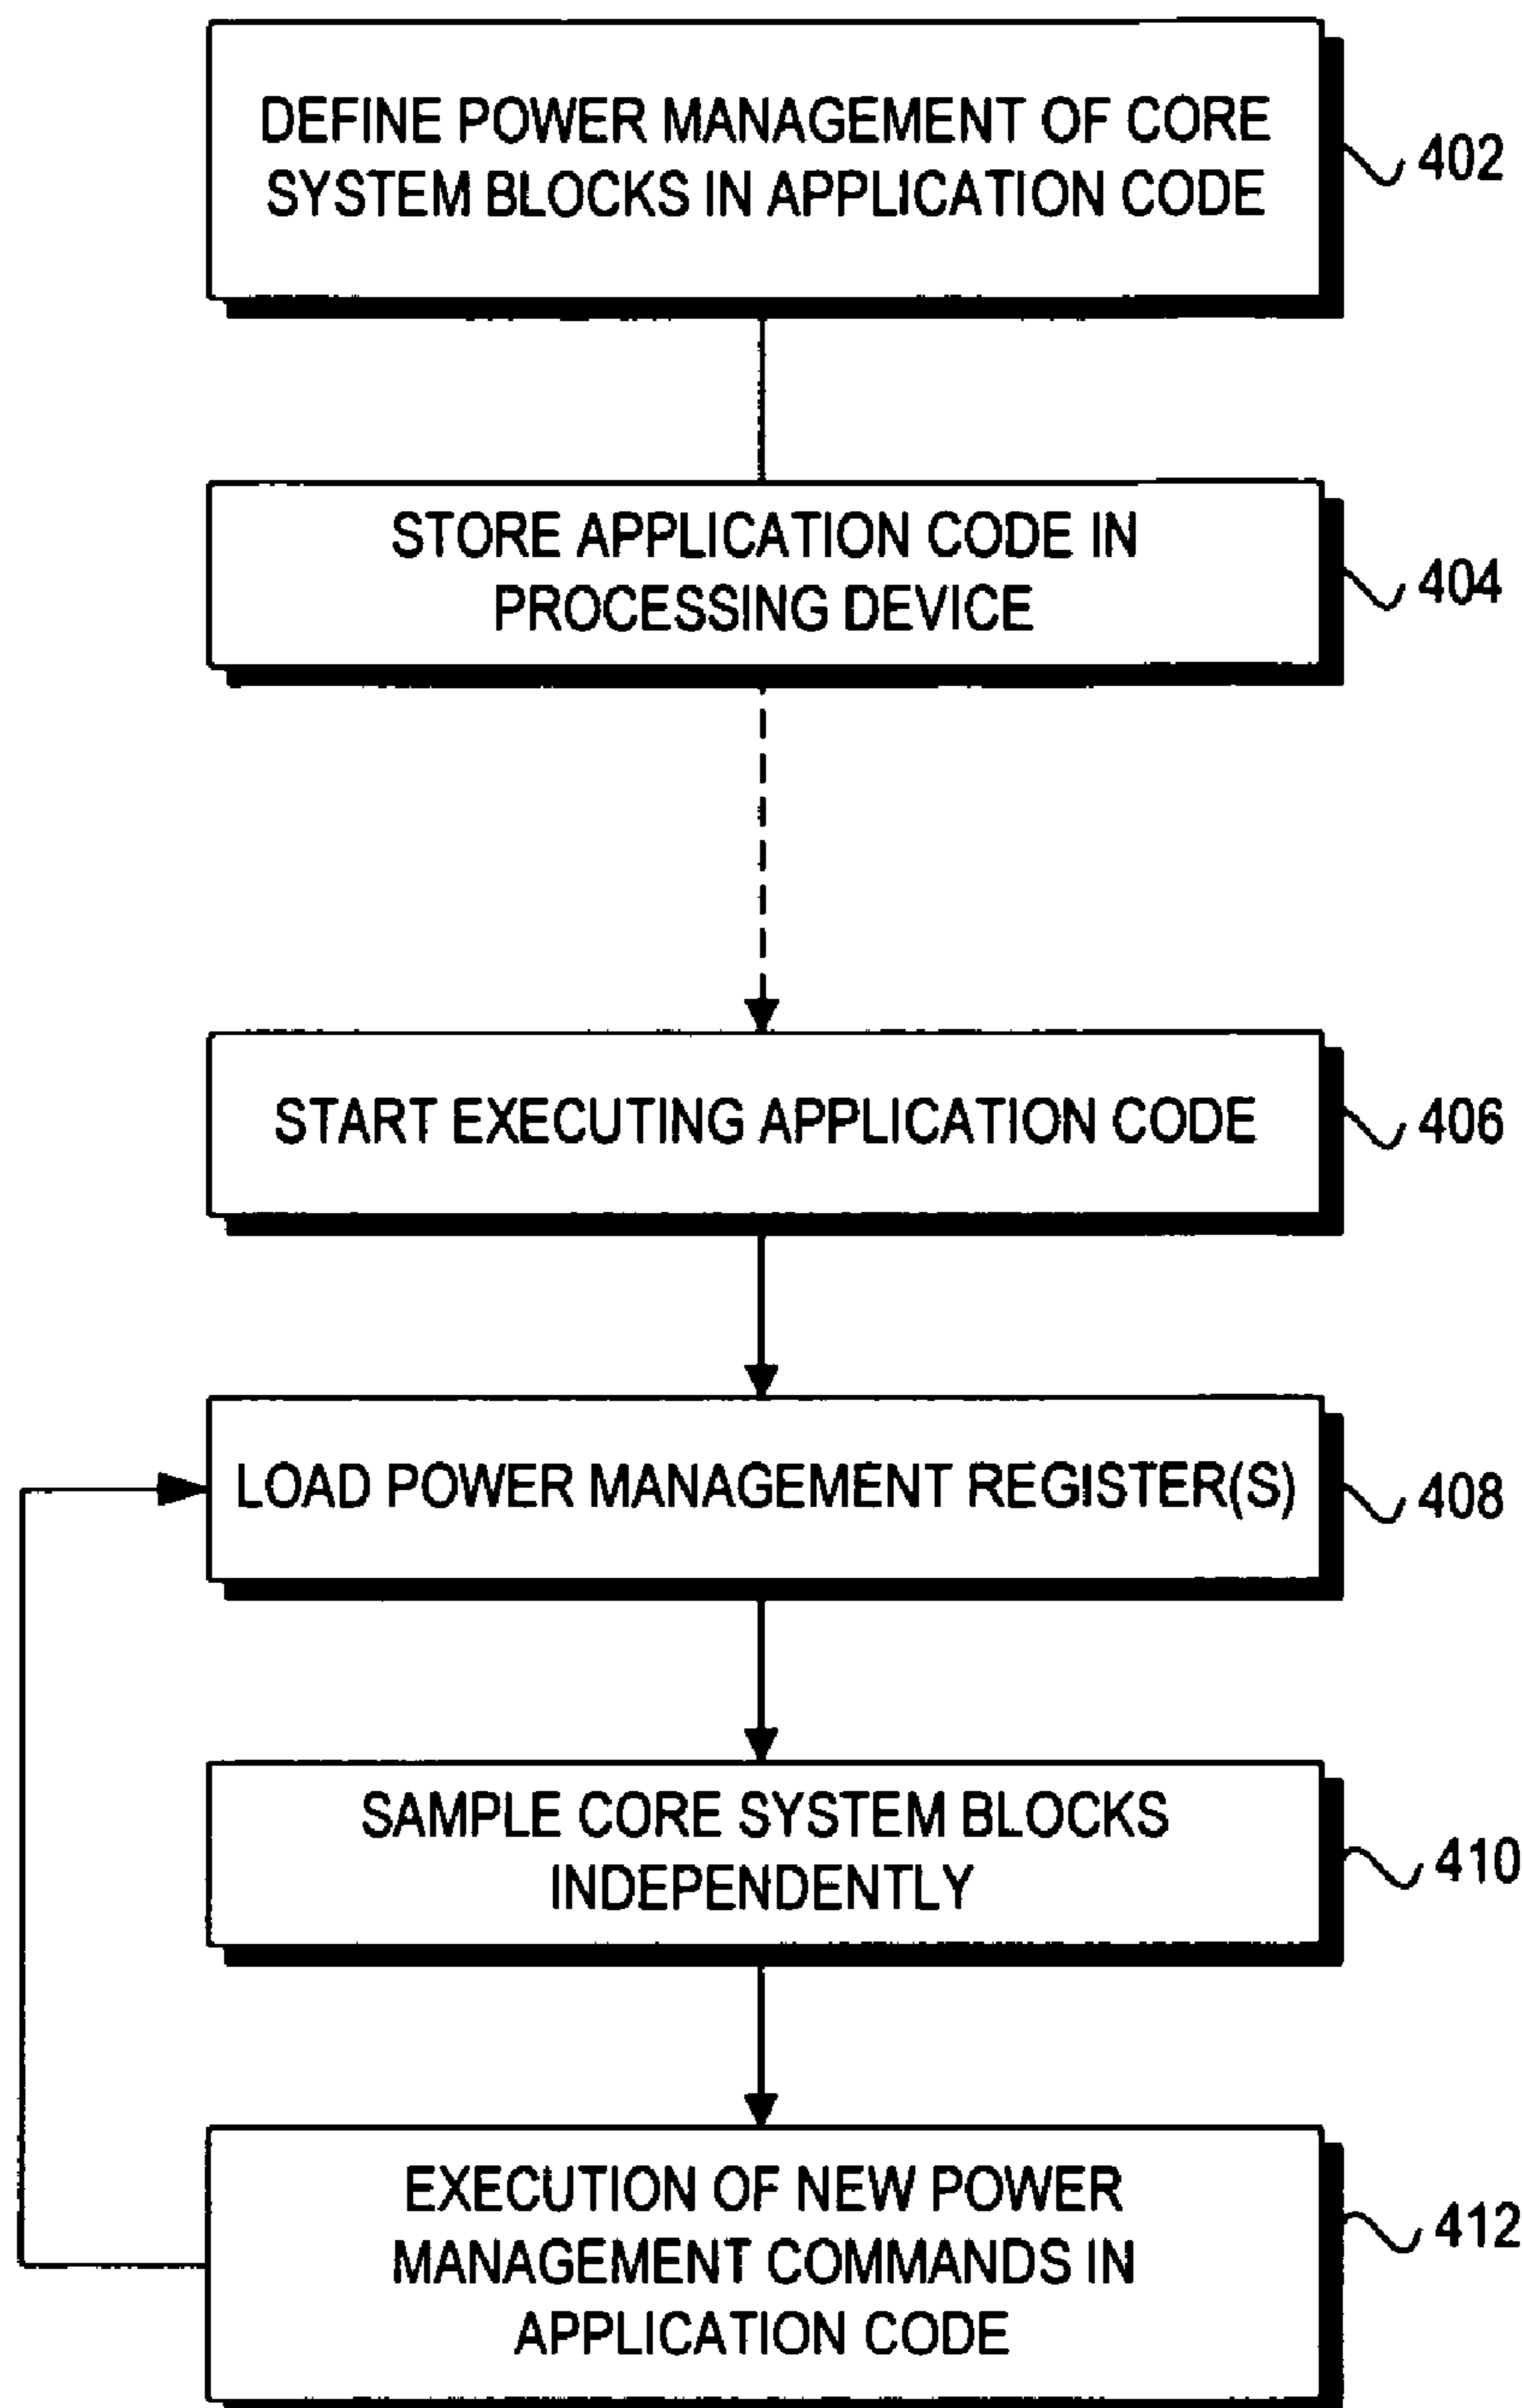 DEFINE POWER MANAGEMENT OF CORE
SYSTEM BLOCKS IN APPLICATION CODE
402
STORE APPLICATION CODE IN
PROCESSING DEVICE
404
START EXECUTING APPLICATION CODE
406
LOAD POWER MANAGEMENT REGISTER(S)
408
SAMPLE CORE SYSTEM BLOCKS
INDEPENDENTLY
410
EXECUTION OF NEW POWER
MANAGEMENT COMMANDS IN
APPLICATION CODE
412